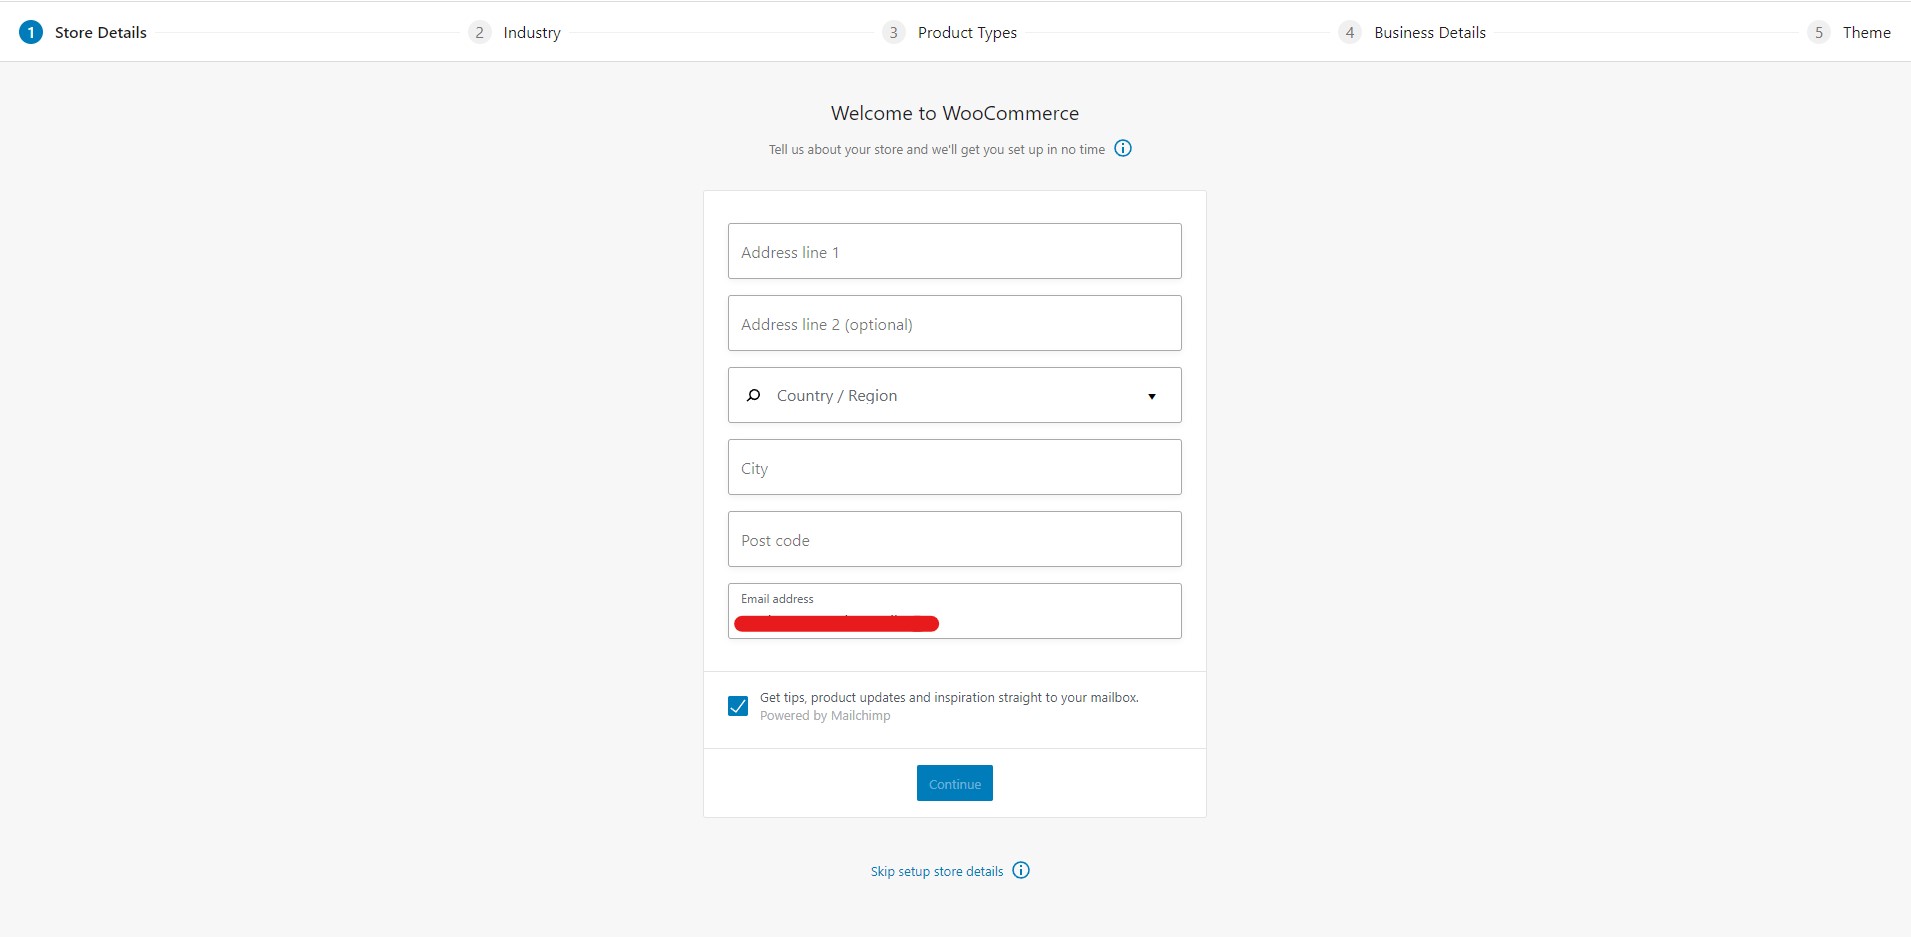 1 Store Details 2 Industry 3 Product Types 4 Business Details 5 Theme
Welcome to WooCommerce
Tell us about your store and we'll get you set up in no time
Address line 1
Address line 2 (optional)
Country / Region
City
Post code
Email address
Get tips, product updates and inspiration straight to your mailbox.
Powered by Mailchimp
Continue
Skip setup store details